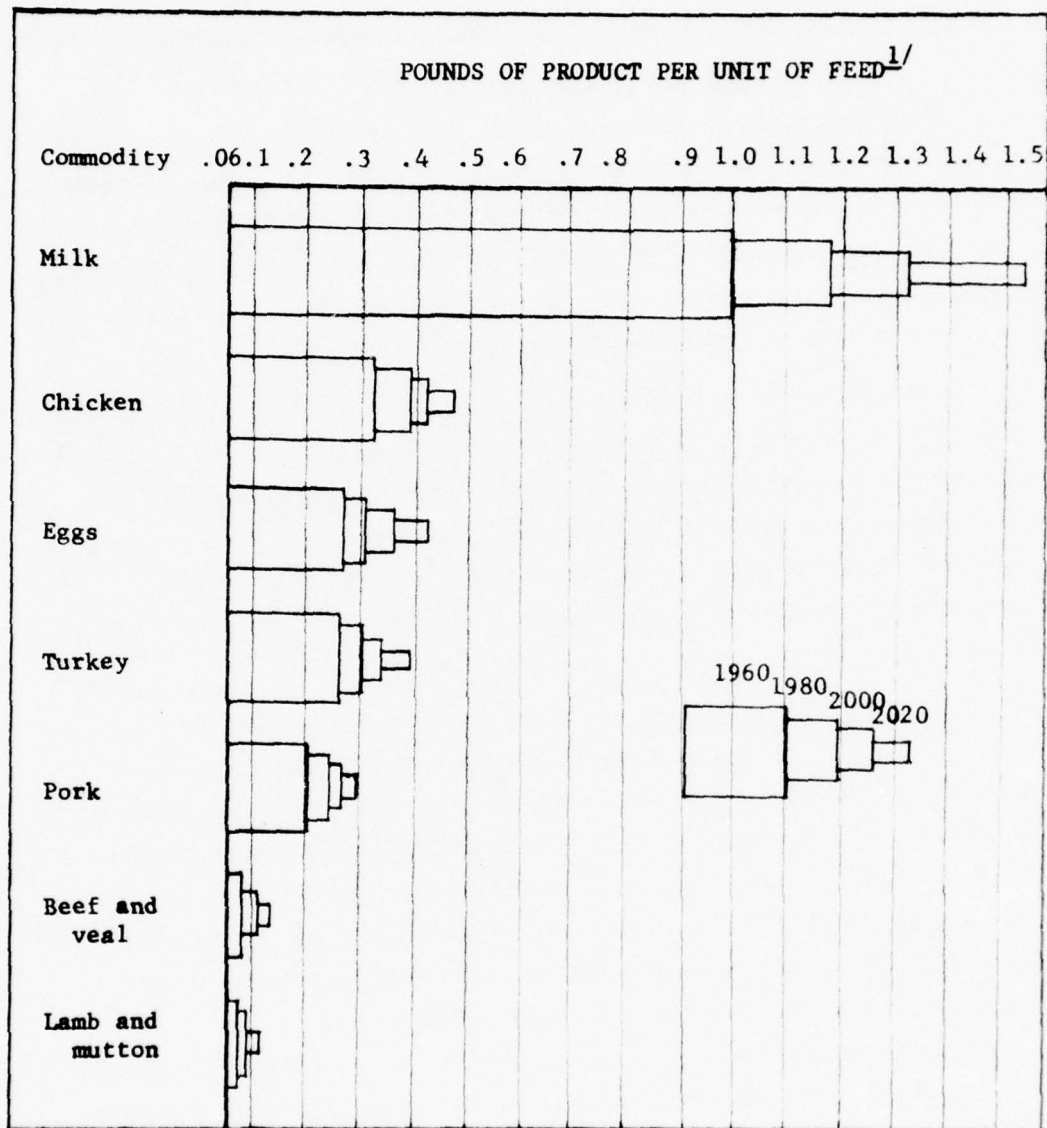 POUNDS OF PRODUCT PER UNIT OF FEED1/
Commodity .06 .1 .2 .3 .4 .5 .6 .7 .8 .9 1.0 1.1 1.2 1.3 1.4 1.5
Milk
Chicken
Eggs
Turkey
1960
1980
2000
2020
Pork
Beef and
veal
Lamb and
mutton